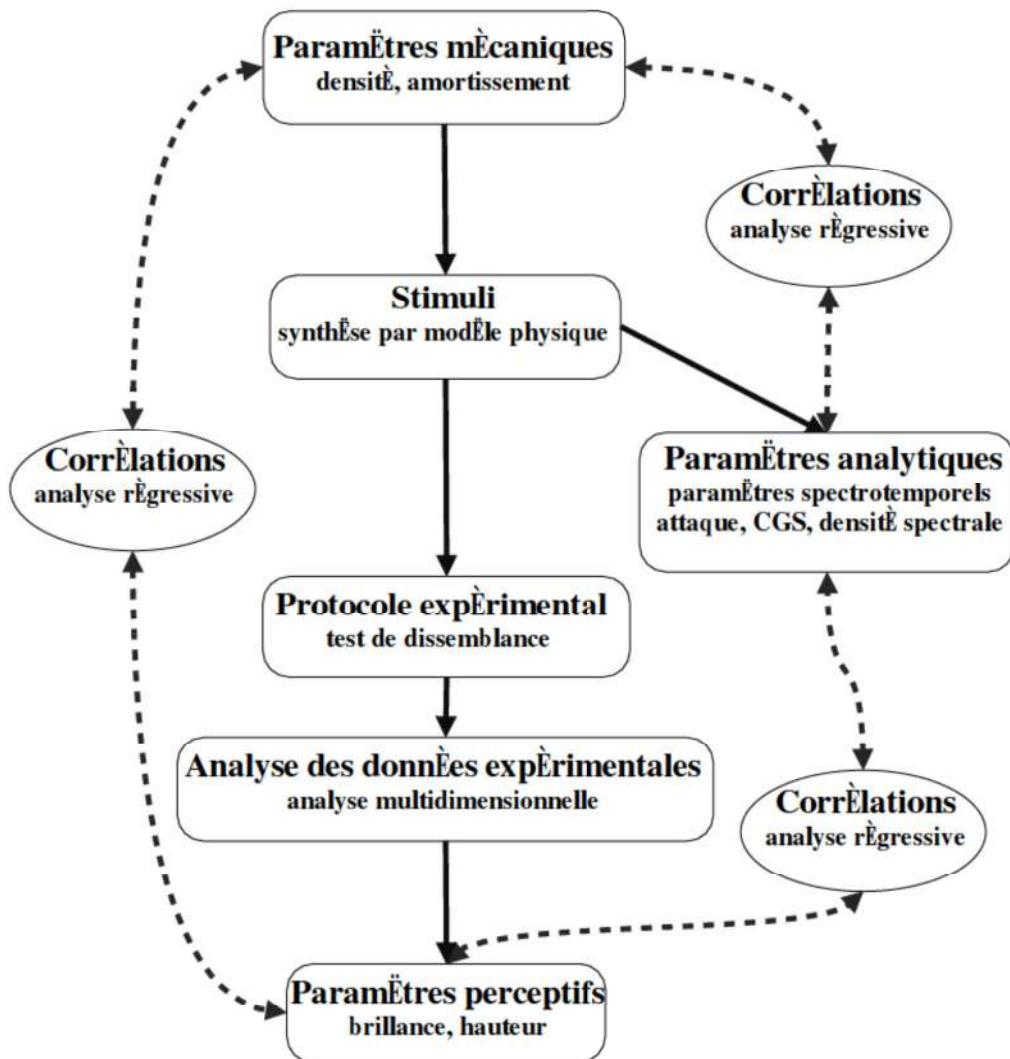 ParamËtres mÈcaniques
densitÈ, amortissement
CorrÈlations
analyse rÈgressive
Stimuli
synthËse par modËle physique
CorrÈlations
analyse rÈgressive
ParamËtres analytiques
paramËtres spectrotemporels
attaque, CGS, densitÈ spectrale
Protocole expÈrimental
test de dissemblance
Analyse des donnÈes expÈrimentales
analyse multidimensionnelle
CorrÈlations
analyse rÈgressive
ParamËtres perceptifs
brillance, hauteur